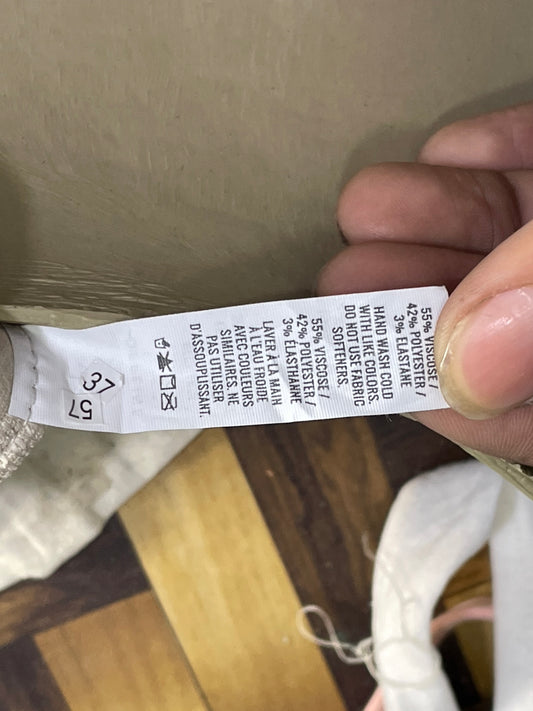 55% VISCOSE /
42% POLYESTER /
3% ELASTANE
HAND WASH COLD
WITH LIKE COLORS.
DO NOT USE FABRIC
SOFTENERS.
55% VISCOSE /
42% POLYESTER /
3% ÉLASTHANNE
LAVER À LA MAIN
À L'EAU FROIDE
AVEC COULEURS
SIMILAIRES. NE
PAS UTILISER
D'ASSOUPLISSANT.
37
57